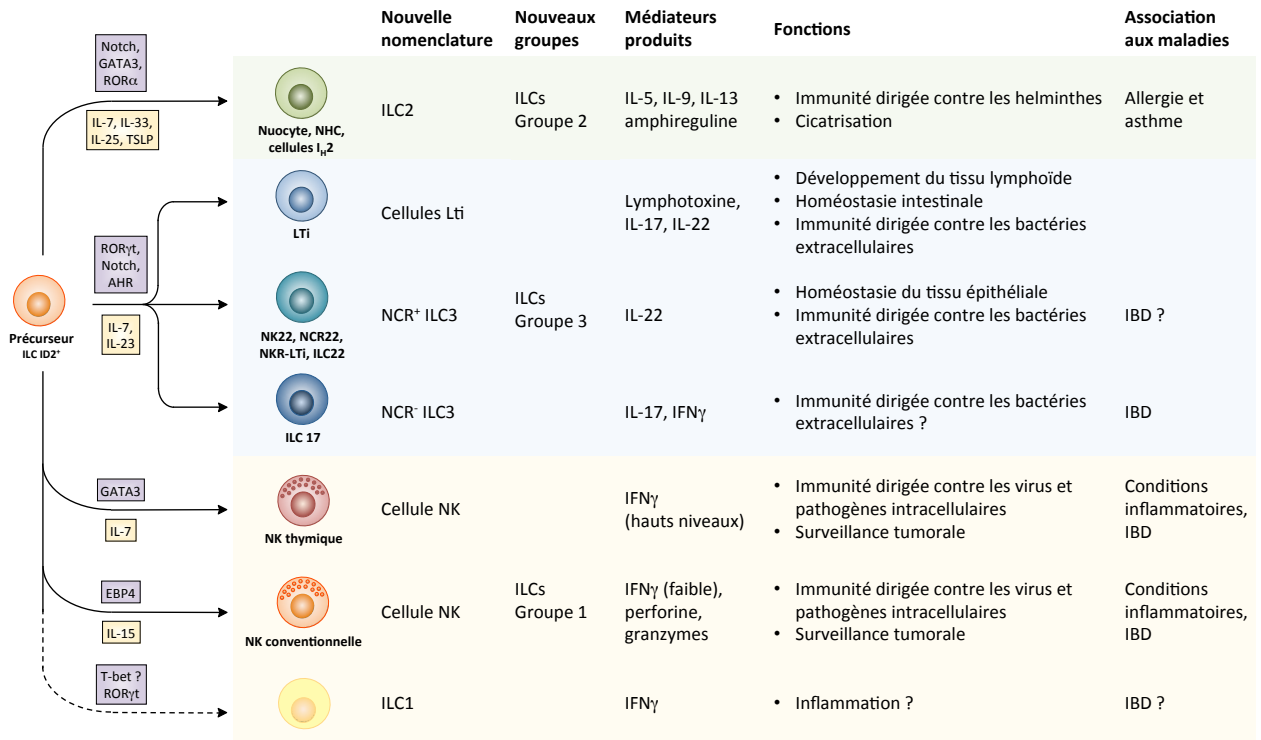 Nouvelle
nomenclature
Nouveaux
groupes
Médiateurs
produits
Fonctions
Association
aux maladies
Notch,
GATA3,
RORα
IL-7, IL-33,
IL-25, TSLP
Nuocyte, NHC,
cellules IH2
ILC2
ILCs
Groupe 2
IL-5, IL-9, IL-13
amphireguline
• Immunité dirigée contre les helminthes
• Cicatrisation
Allergie et
asthme
LTi
Cellules Lti
Lymphotoxine,
IL-17, IL-22
• Développement du tissu lymphoïde
• Homéostasie intestinale
• Immunité dirigée contre les bactéries
extracellulaires
Précurseur
ILC ID2+
RORγt,
Notch,
AHR
IL-7,
IL-23
NK22, NCR22,
NKR-LTi, ILC22
NCR+ ILC3
ILCs
Groupe 3
IL-22
• Homéostasie du tissu épithéliale
• Immunité dirigée contre les bactéries
extracellulaires
IBD ?
ILC 17
NCR- ILC3
IL-17, IFNγ
• Immunité dirigée contre les bactéries
extracellulaires ?
IBD
GATA3
IL-7
NK thymique
Cellule NK
IFNγ
(hauts niveaux)
• Immunité dirigée contre les virus et
pathogènes intracellulaires
• Surveillance tumorale
Conditions
inflammatoires,
IBD
EBP4
IL-15
NK conventionnelle
Cellule NK
ILCs
Groupe 1
IFNγ (faible),
perforine,
granzymes
• Immunité dirigée contre les virus et
pathogènes intracellulaires
• Surveillance tumorale
Conditions
inflammatoires,
IBD
T-bet ?
RORγt
ILC1
IFNγ
• Inflammation ?
IBD ?